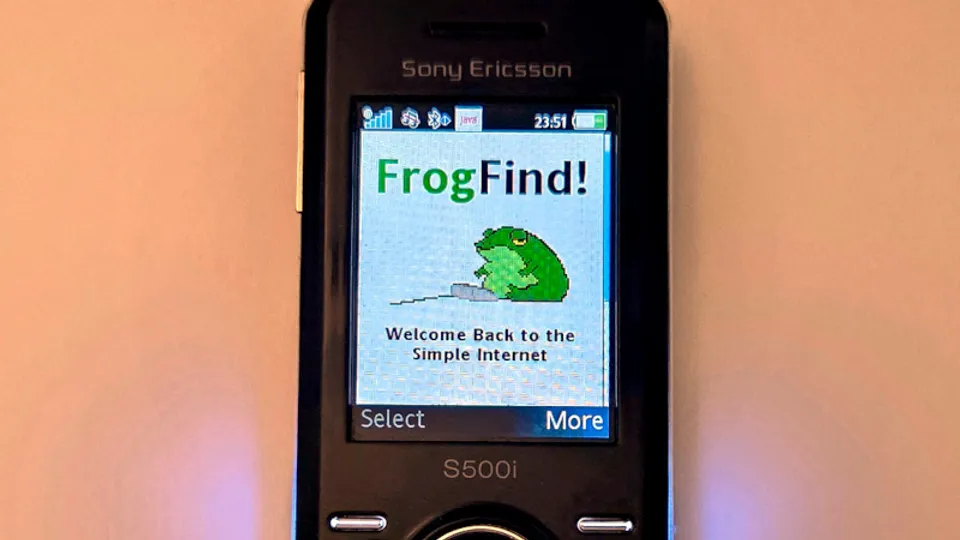 Sony Ericsson
java 23:51
FrogFind!
Welcome Back to the
Simple Internet
Select More
S500i